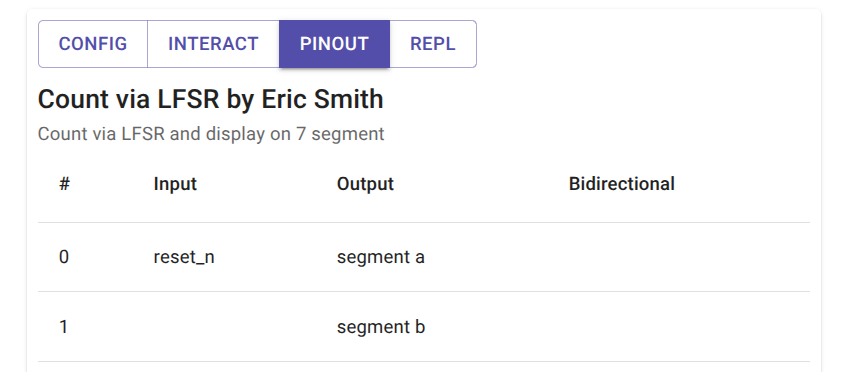 CONFIG INTERACT PINOUT REPL
Count via LFSR by Eric Smith
Count via LFSR and display on 7 segment
# Input Output Bidirectional
0 reset_n segment a
1 segment b